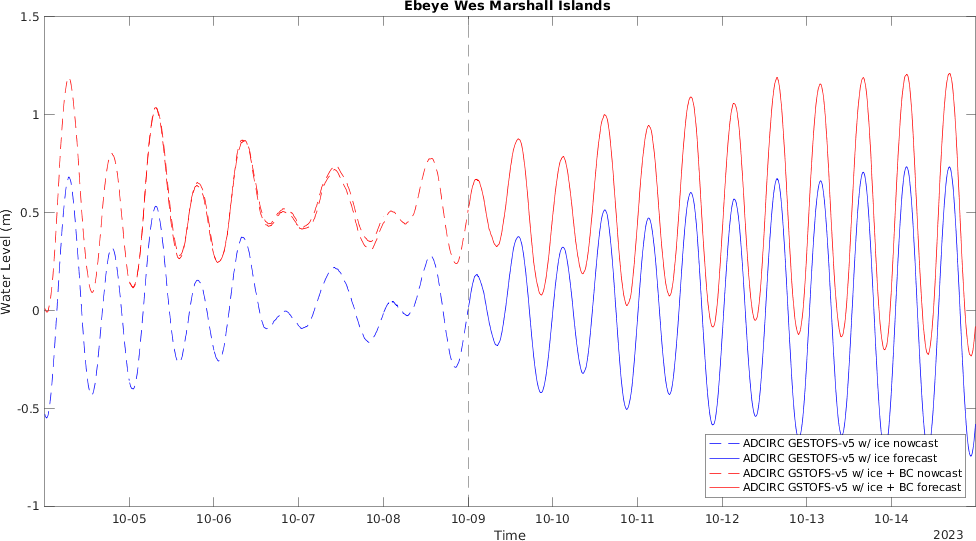 Ebeye Wes Marshall Islands
1.5
1
0.5
0
-0.5
-1
Water Level (m)
10-05 10-06 10-07 10-08 10-09 10-10 10-11 10-12 10-13 10-14
Time
2023
ADCIRC GESTOFS-v5 w/ ice nowcast
ADCIRC GESTOFS-v5 w/ ice forecast
ADCIRC GSTOFS-v5 w/ ice + BC nowcast
ADCIRC GSTOFS-v5 w/ ice + BC forecast